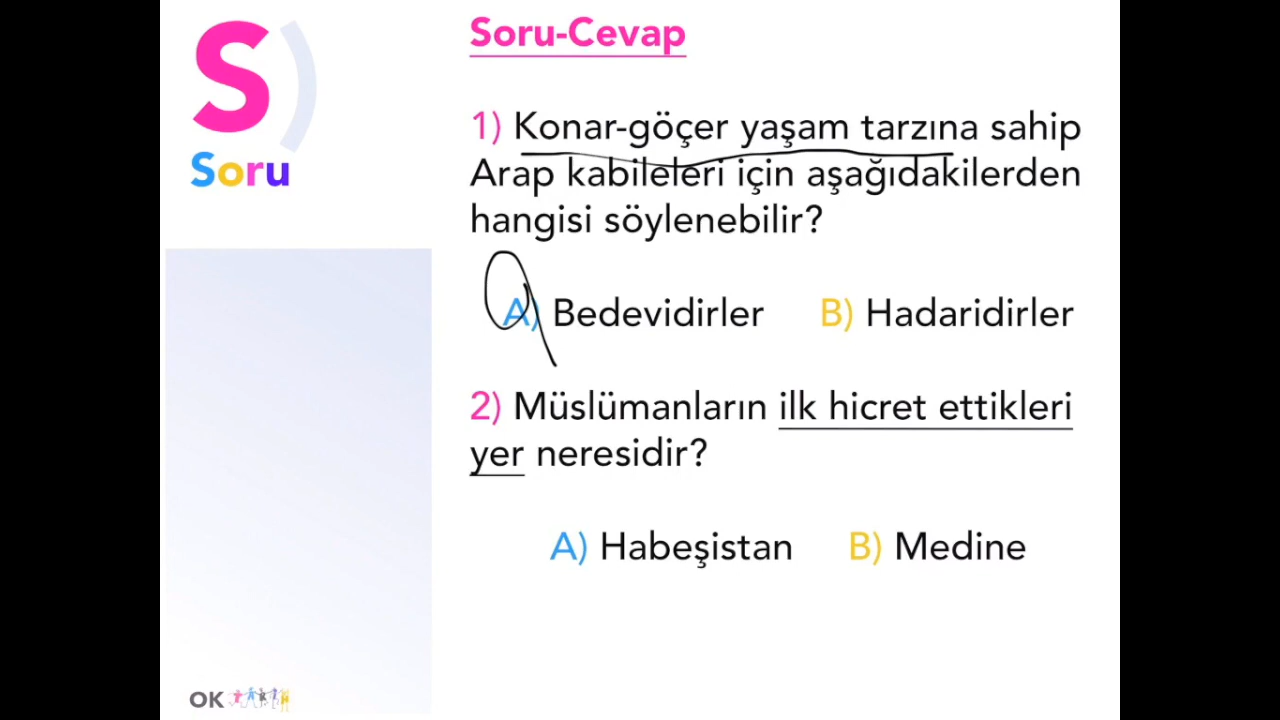 S)
Soru
Soru-Cevap
1) Konar-göçer yaşam tarzına sahip
Arap kabileleri için aşağıdakilerden
hangisi söylenebilir?
A) Bedevidirler B) Hadaridirler
2) Müslümanların ilk hicret ettikleri
yer neresidir?
A) Habeşistan B) Medine
OK